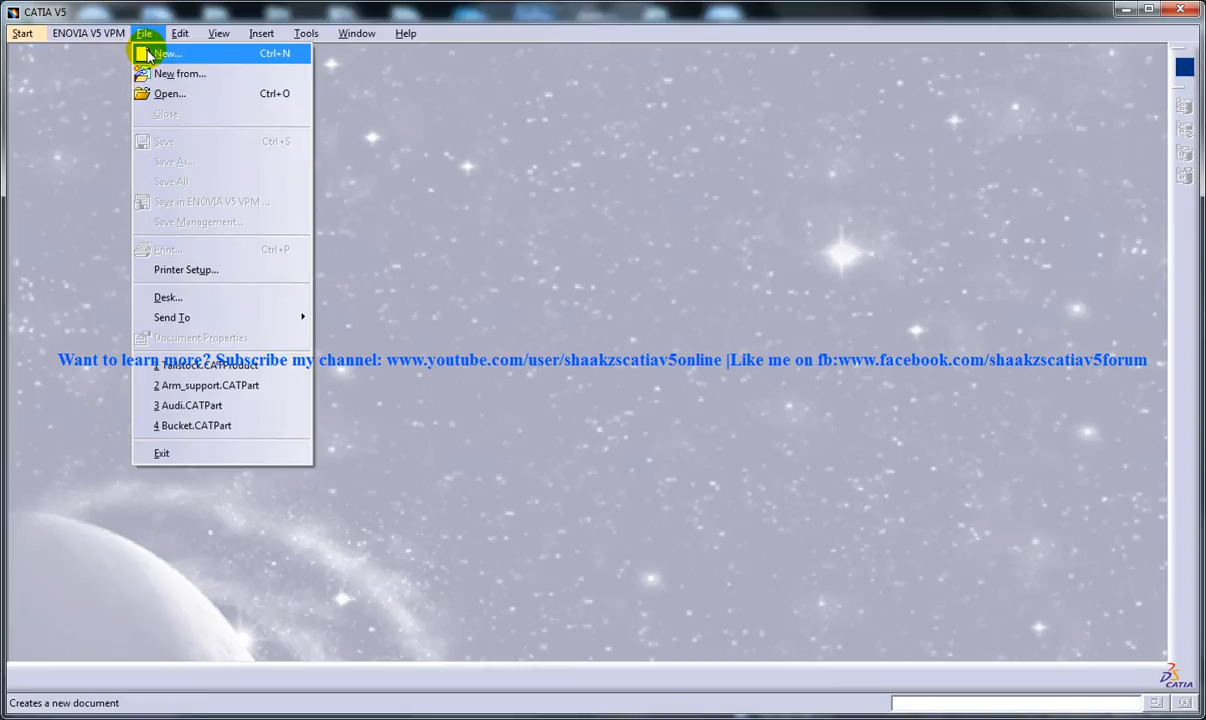 CATIA V5
Start ENOVIA V5 VPM File Edit View Insert Tools Window Help
New... Ctrl+N
New from...
Open... Ctrl+O
Close
Save Ctrl+S
Save As...
Save All
Save in ENOVIA V5 VPM ...
Save Management...
Print... Ctrl+P
Printer Setup...
Desk...
Send To
Document Properties
Want to learn more? Subscribe my channel: www.youtube.com/user/shaakzscatiav5online |Like me on fb:www.facebook.com/shaakzscatiav5forum
1 Tailstock.CATProduct
2 Arm_support.CATPart
3 Audi.CATPart
4 Bucket.CATPart
Exit
CATIA
Creates a new document